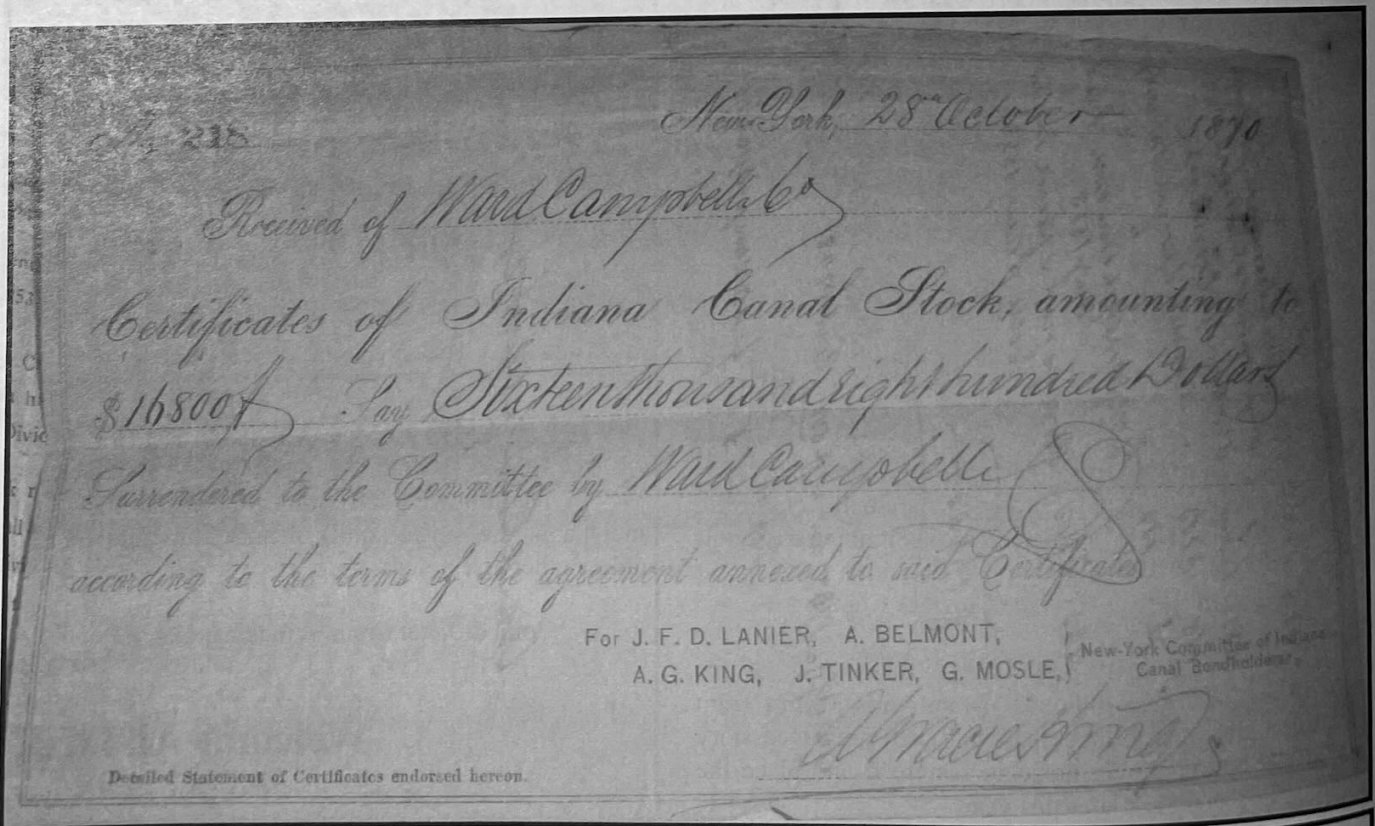 No. 218
New-York, 28th October 1870
Received of Ward Campbell & Co
Certificates of Indiana Canal Stock, amounting to
$16800 Say Sixteen thousand eight hundred Dollars
Surrendered to the Committee by Ward Campbell & Co
according to the terms of the agreement annexed to said Certificates
For J. F. D. LANIER, A. BELMONT,
A. G. KING, J. TINKER, G. MOSLE,
New-York Committee of Indiana
Canal Bondholders,
A Gracie King
Detailed Statement of Certificates endorsed hereon.